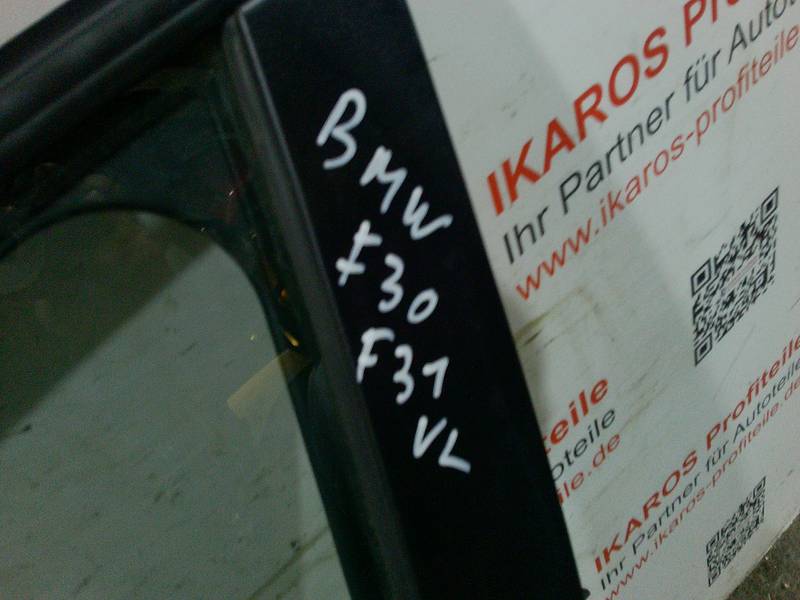 BMW
F30
F31
VL
IKAROS Pr
Ihr Partner für Auto
www.ikaros-profiteile
teile
oteile
ile.de
IKAROS Profiteile
Ihr Partner für Autoteile
www.ikaros-profiteile.de